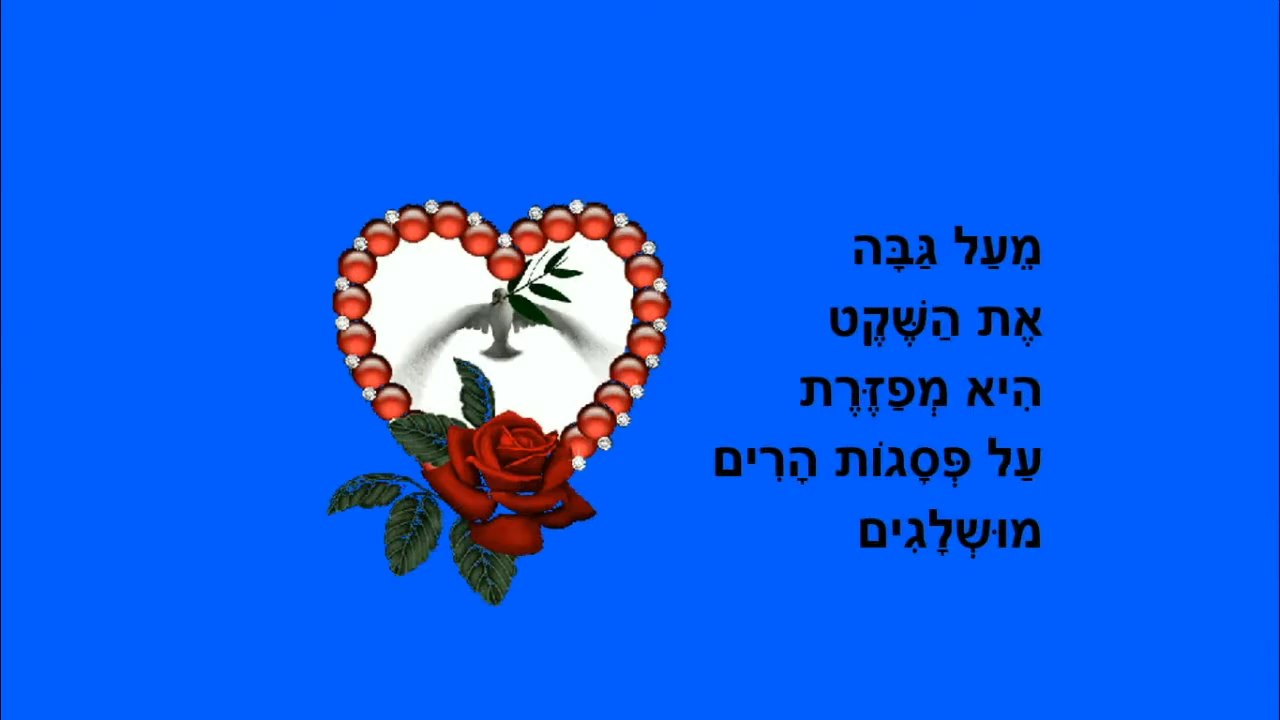 מֵעַל גַּבָּהּ
אֶת הַשֶּׁקֶט
הִיא מְפַזֶּרֶת
עַל פְּסָגוֹת הָרִים
מוּשְׁלָגִים